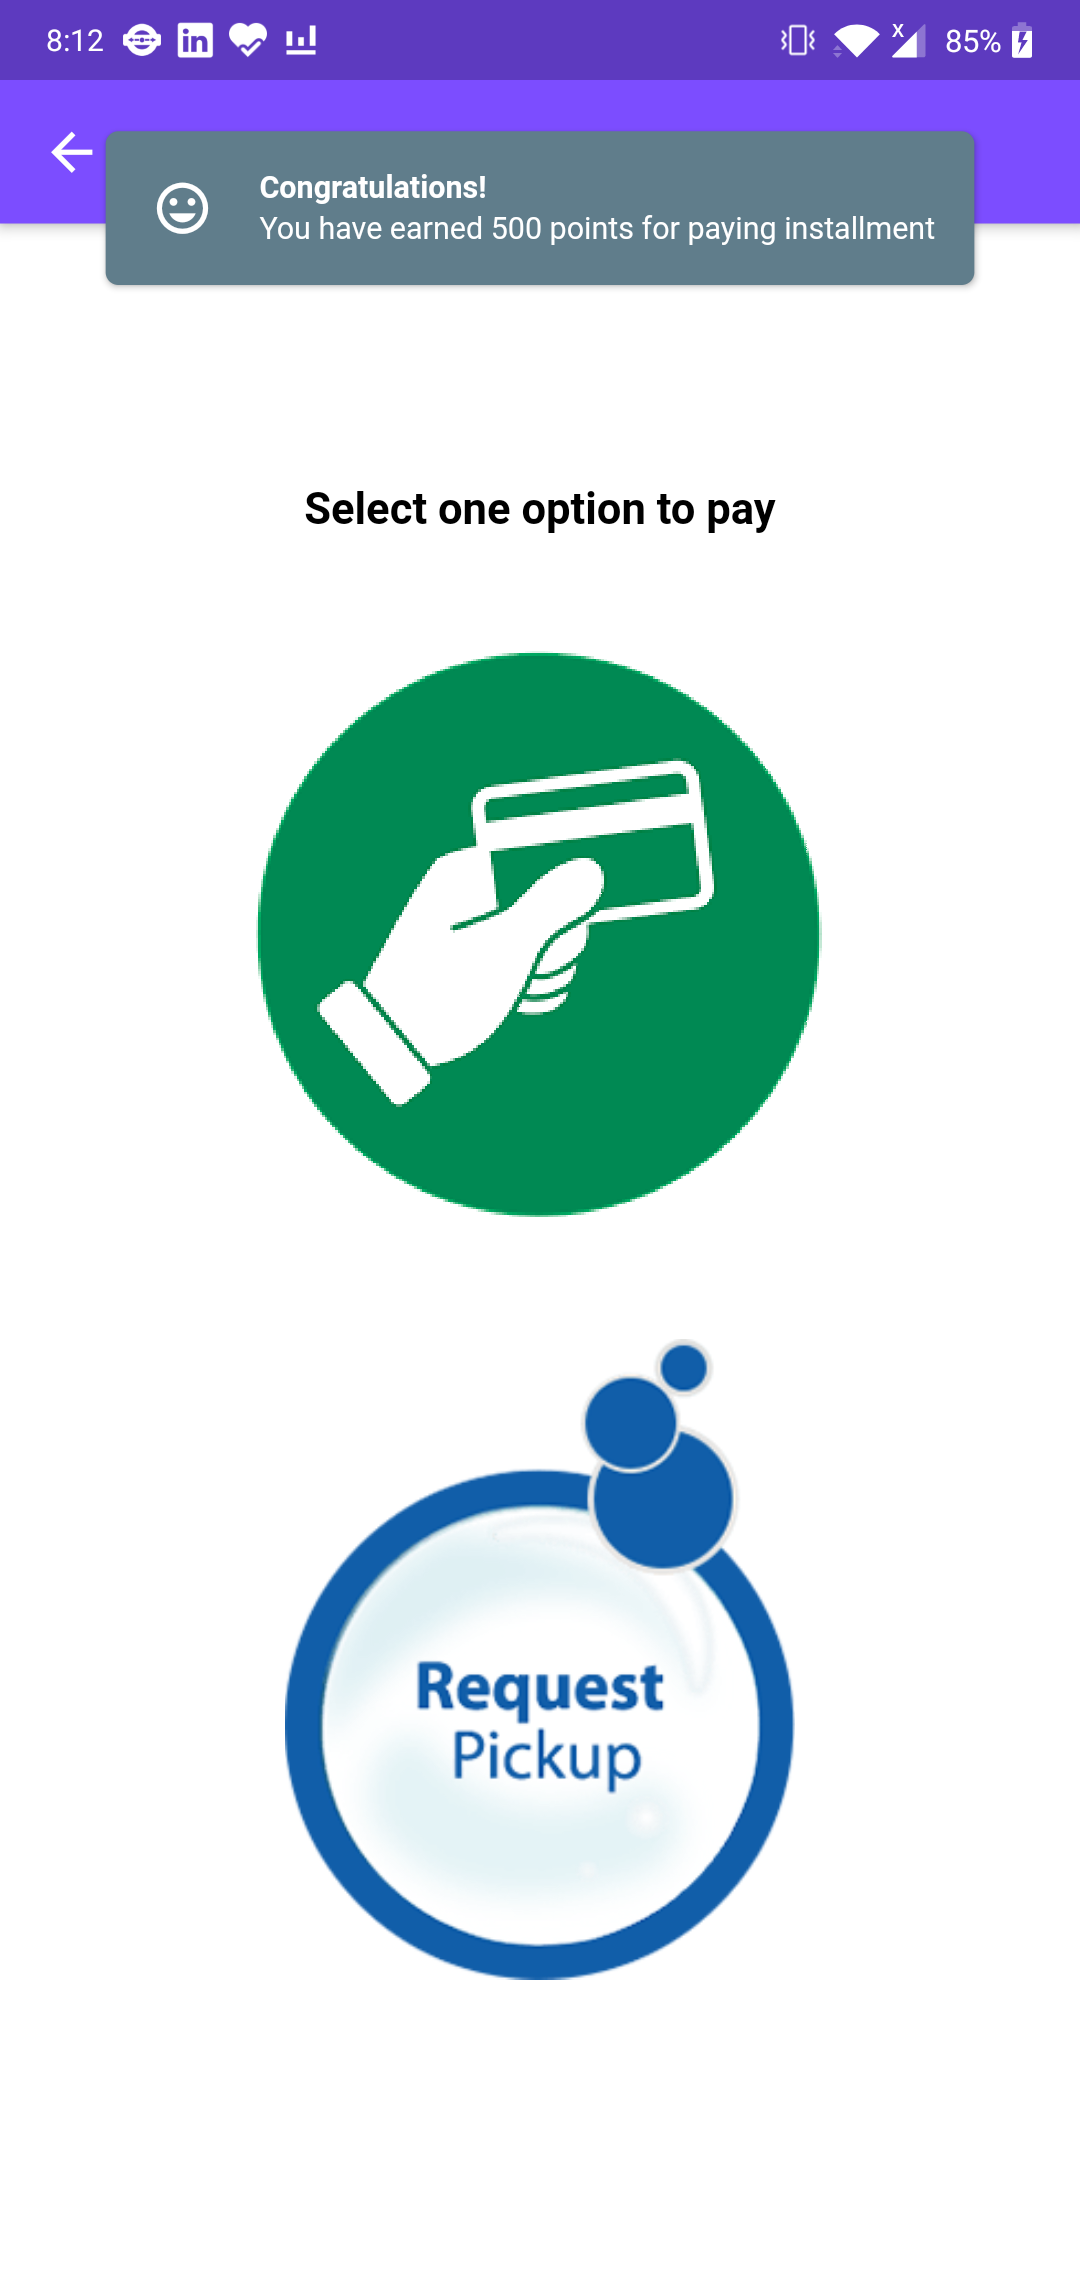 8:12
85%
Congratulations!
You have earned 500 points for paying installment
Select one option to pay
Request
Pickup